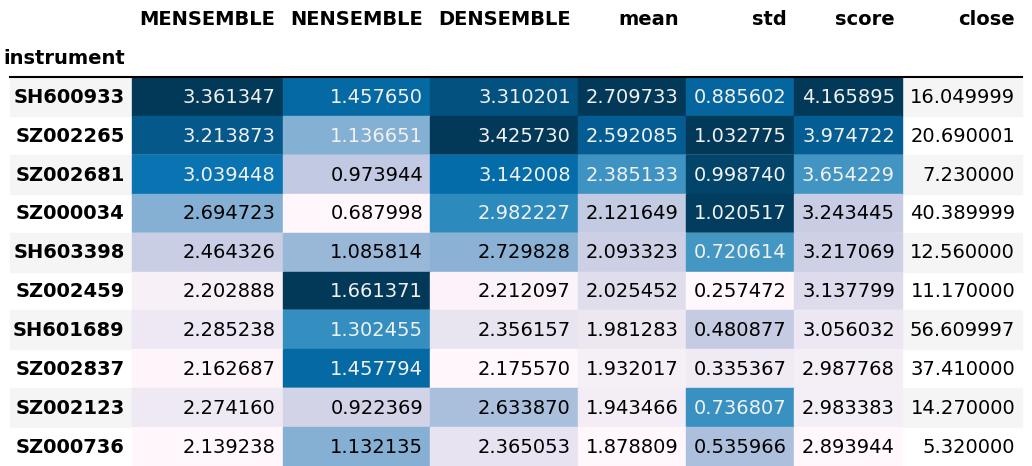 MENSEMBLE NENSEMBLE DENSEMBLE mean std score close
instrument
SH600933 3.361347 1.457650 3.310201 2.709733 0.885602 4.165895 16.049999
SZ002265 3.213873 1.136651 3.425730 2.592085 1.032775 3.974722 20.690001
SZ002681 3.039448 0.973944 3.142008 2.385133 0.998740 3.654229 7.230000
SZ000034 2.694723 0.687998 2.982227 2.121649 1.020517 3.243445 40.389999
SH603398 2.464326 1.085814 2.729828 2.093323 0.720614 3.217069 12.560000
SZ002459 2.202888 1.661371 2.212097 2.025452 0.257472 3.137799 11.170000
SH601689 2.285238 1.302455 2.356157 1.981283 0.480877 3.056032 56.609997
SZ002837 2.162687 1.457794 2.175570 1.932017 0.335367 2.987768 37.410000
SZ002123 2.274160 0.922369 2.633870 1.943466 0.736807 2.983383 14.270000
SZ000736 2.139238 1.132135 2.365053 1.878809 0.535966 2.893944 5.320000